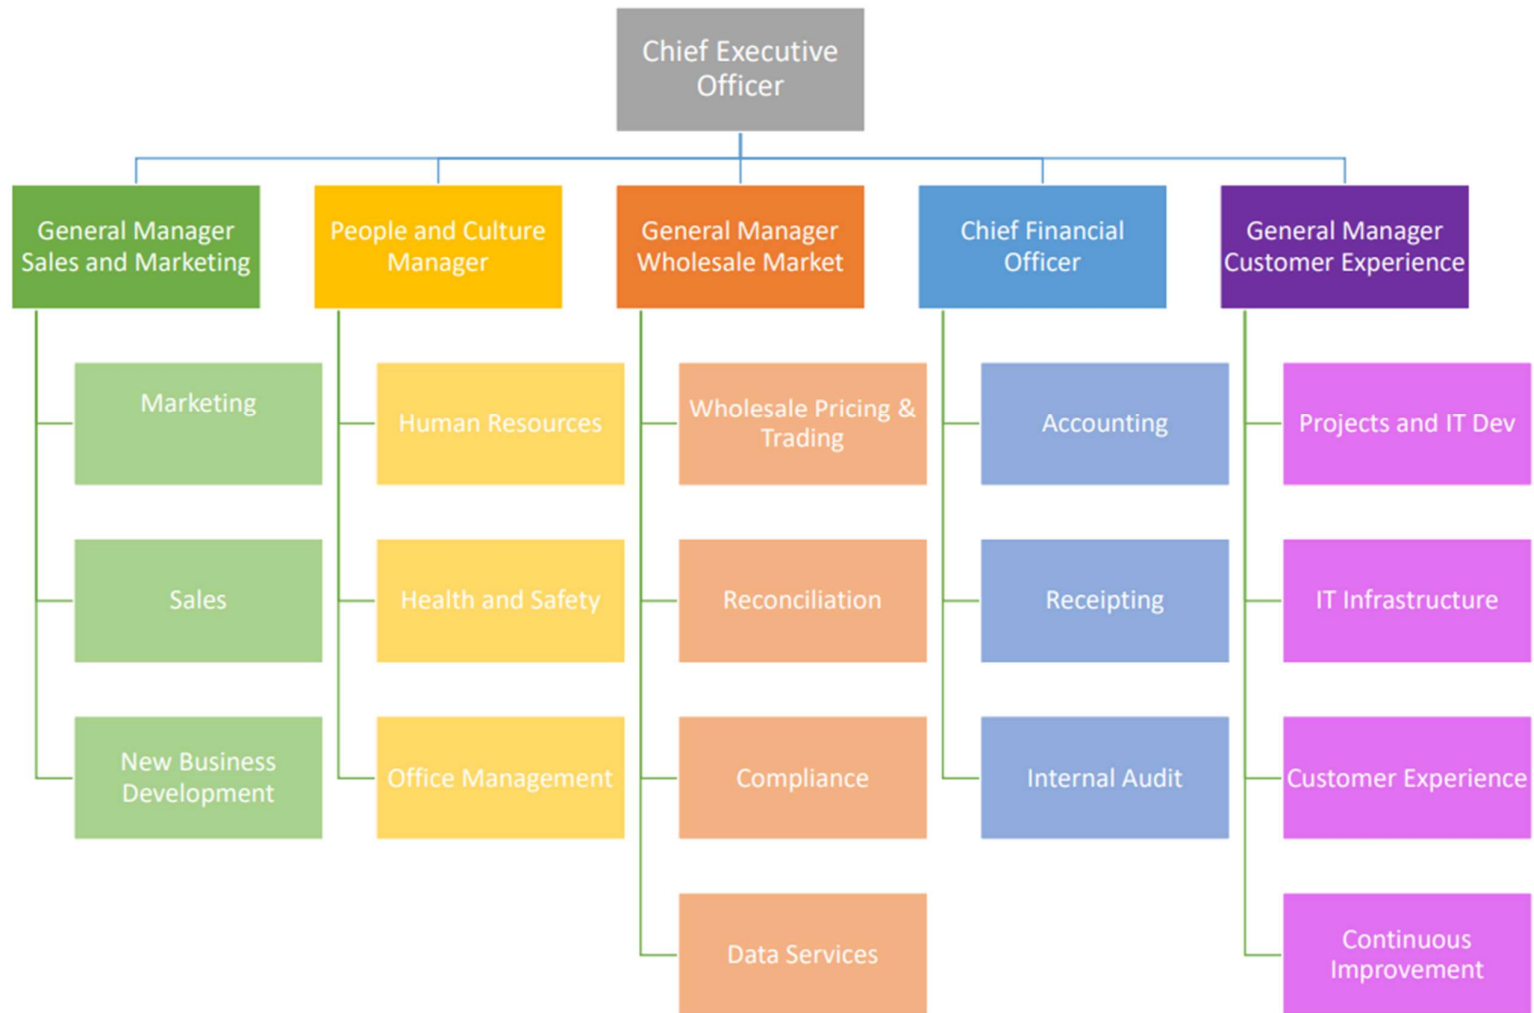 Chief Executive
Officer
General Manager
Sales and Marketing
People and Culture
Manager
General Manager
Wholesale Market
Chief Financial
Officer
General Manager
Customer Experience
Marketing
Sales
New Business
Development
Human Resources
Health and Safety
Office Management
Wholesale Pricing &
Trading
Reconciliation
Compliance
Data Services
Accounting
Receipting
Internal Audit
Projects and IT Dev
IT Infrastructure
Customer Experience
Continuous
Improvement